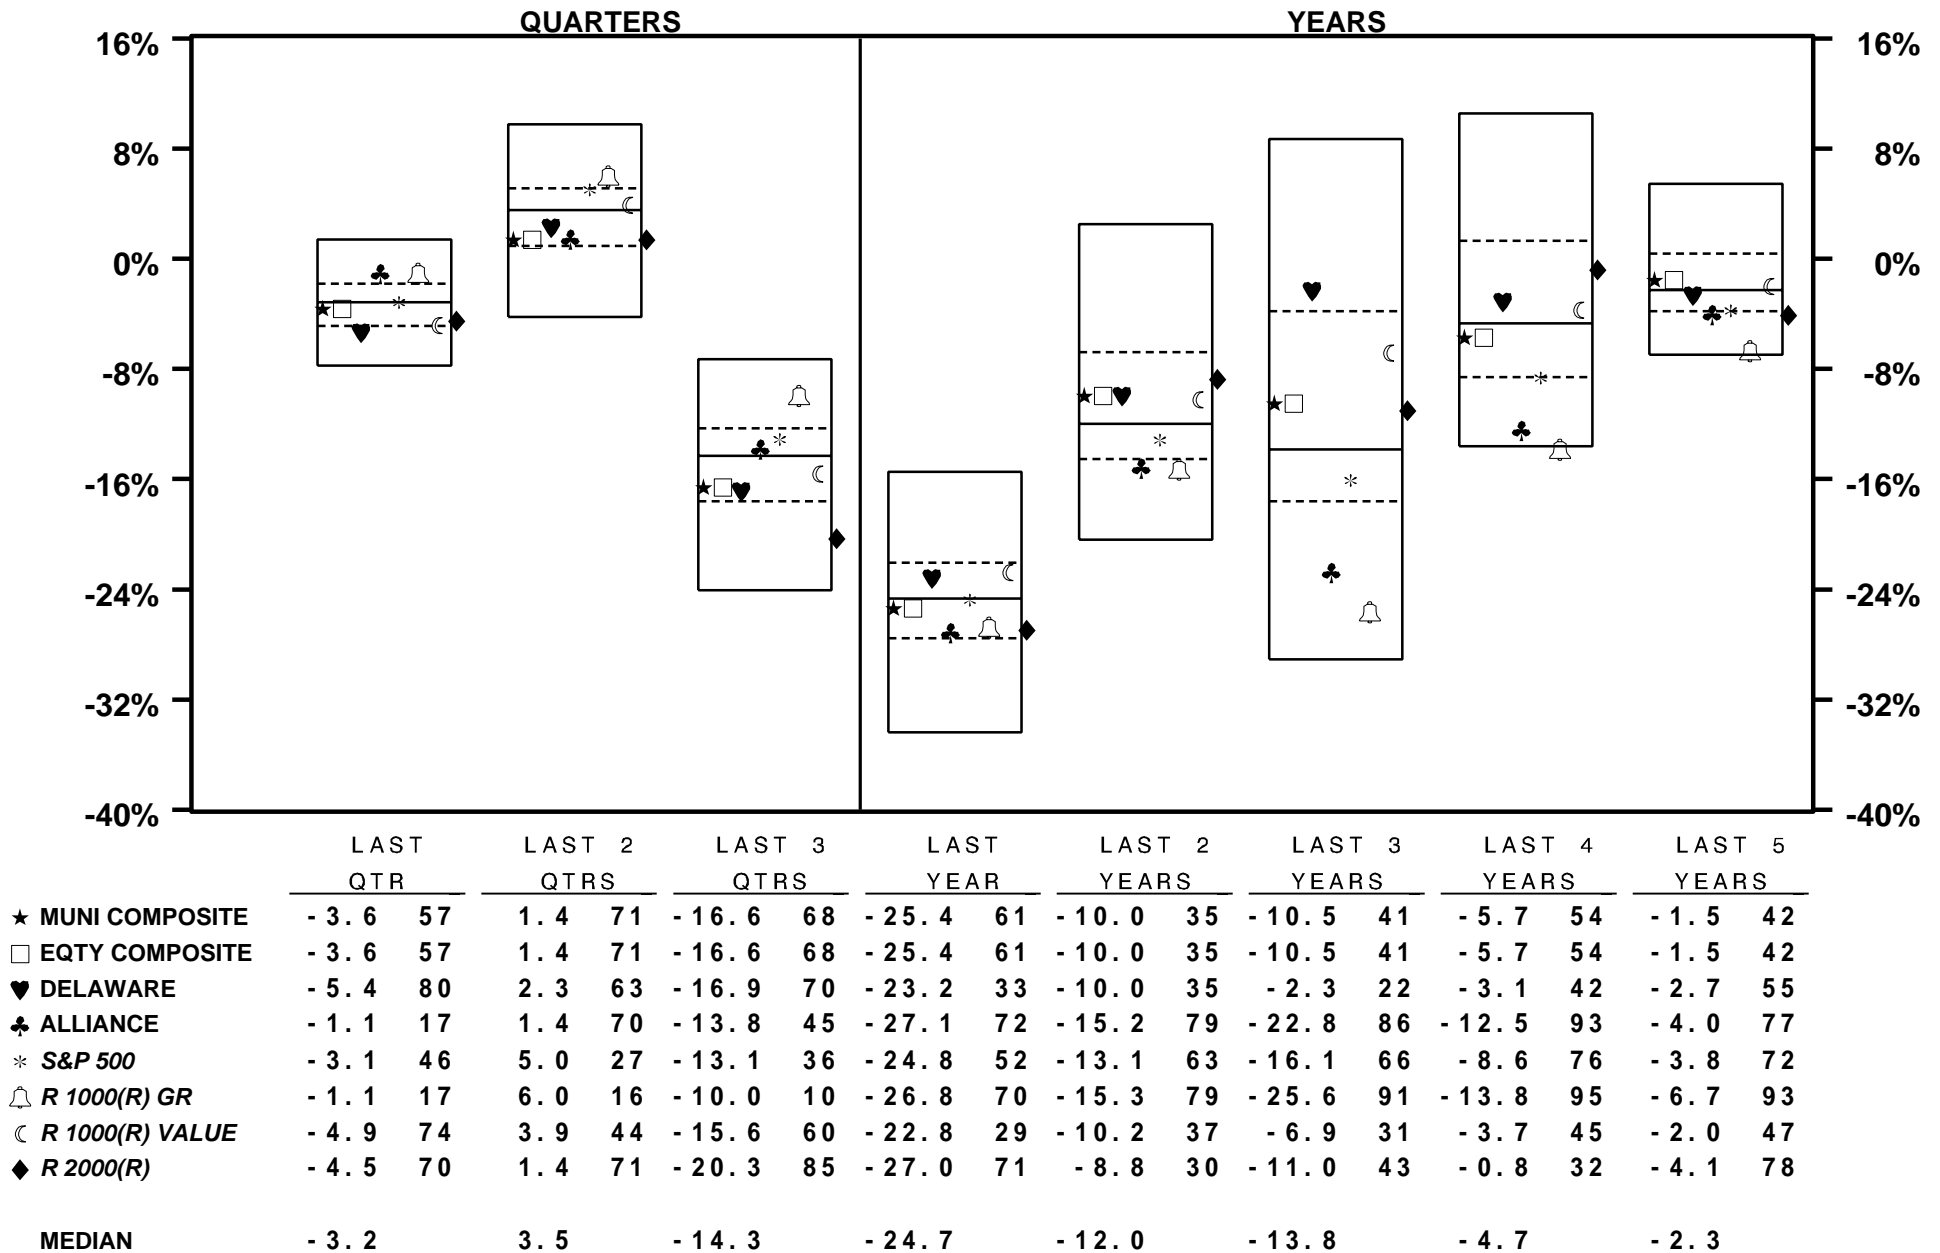 QUARTERS YEARS
16% 16%
8% 8%
0% 0%
-8% -8%
-16% -16%
-24% -24%
-32% -32%
-40% -40%
LAST LAST 2 LAST 3 LAST LAST 2 LAST 3 LAST 4 LAST 5
QTR QTRS QTRS YEAR YEARS YEARS YEARS YEARS
★ MUNI COMPOSITE -3.6 57 1.4 71 -16.6 68 -25.4 61 -10.0 35 -10.5 41 -5.7 54 -1.5 42
□ EQTY COMPOSITE -3.6 57 1.4 71 -16.6 68 -25.4 61 -10.0 35 -10.5 41 -5.7 54 -1.5 42
♥ DELAWARE -5.4 80 2.3 63 -16.9 70 -23.2 33 -10.0 35 -2.3 22 -3.1 42 -2.7 55
♣ ALLIANCE -1.1 17 1.4 70 -13.8 45 -27.1 72 -15.2 79 -22.8 86 -12.5 93 -4.0 77
* S&P 500 -3.1 46 5.0 27 -13.1 36 -24.8 52 -13.1 63 -16.1 66 -8.6 76 -3.8 72
R 1000(R) GR -1.1 17 6.0 16 -10.0 10 -26.8 70 -15.3 79 -25.6 91 -13.8 95 -6.7 93
R 1000(R) VALUE -4.9 74 3.9 44 -15.6 60 -22.8 29 -10.2 37 -6.9 31 -3.7 45 -2.0 47
◆ R 2000(R) -4.5 70 1.4 71 -20.3 85 -27.0 71 -8.8 30 -11.0 43 -0.8 32 -4.1 78
MEDIAN -3.2 3.5 -14.3 -24.7 -12.0 -13.8 -4.7 -2.3